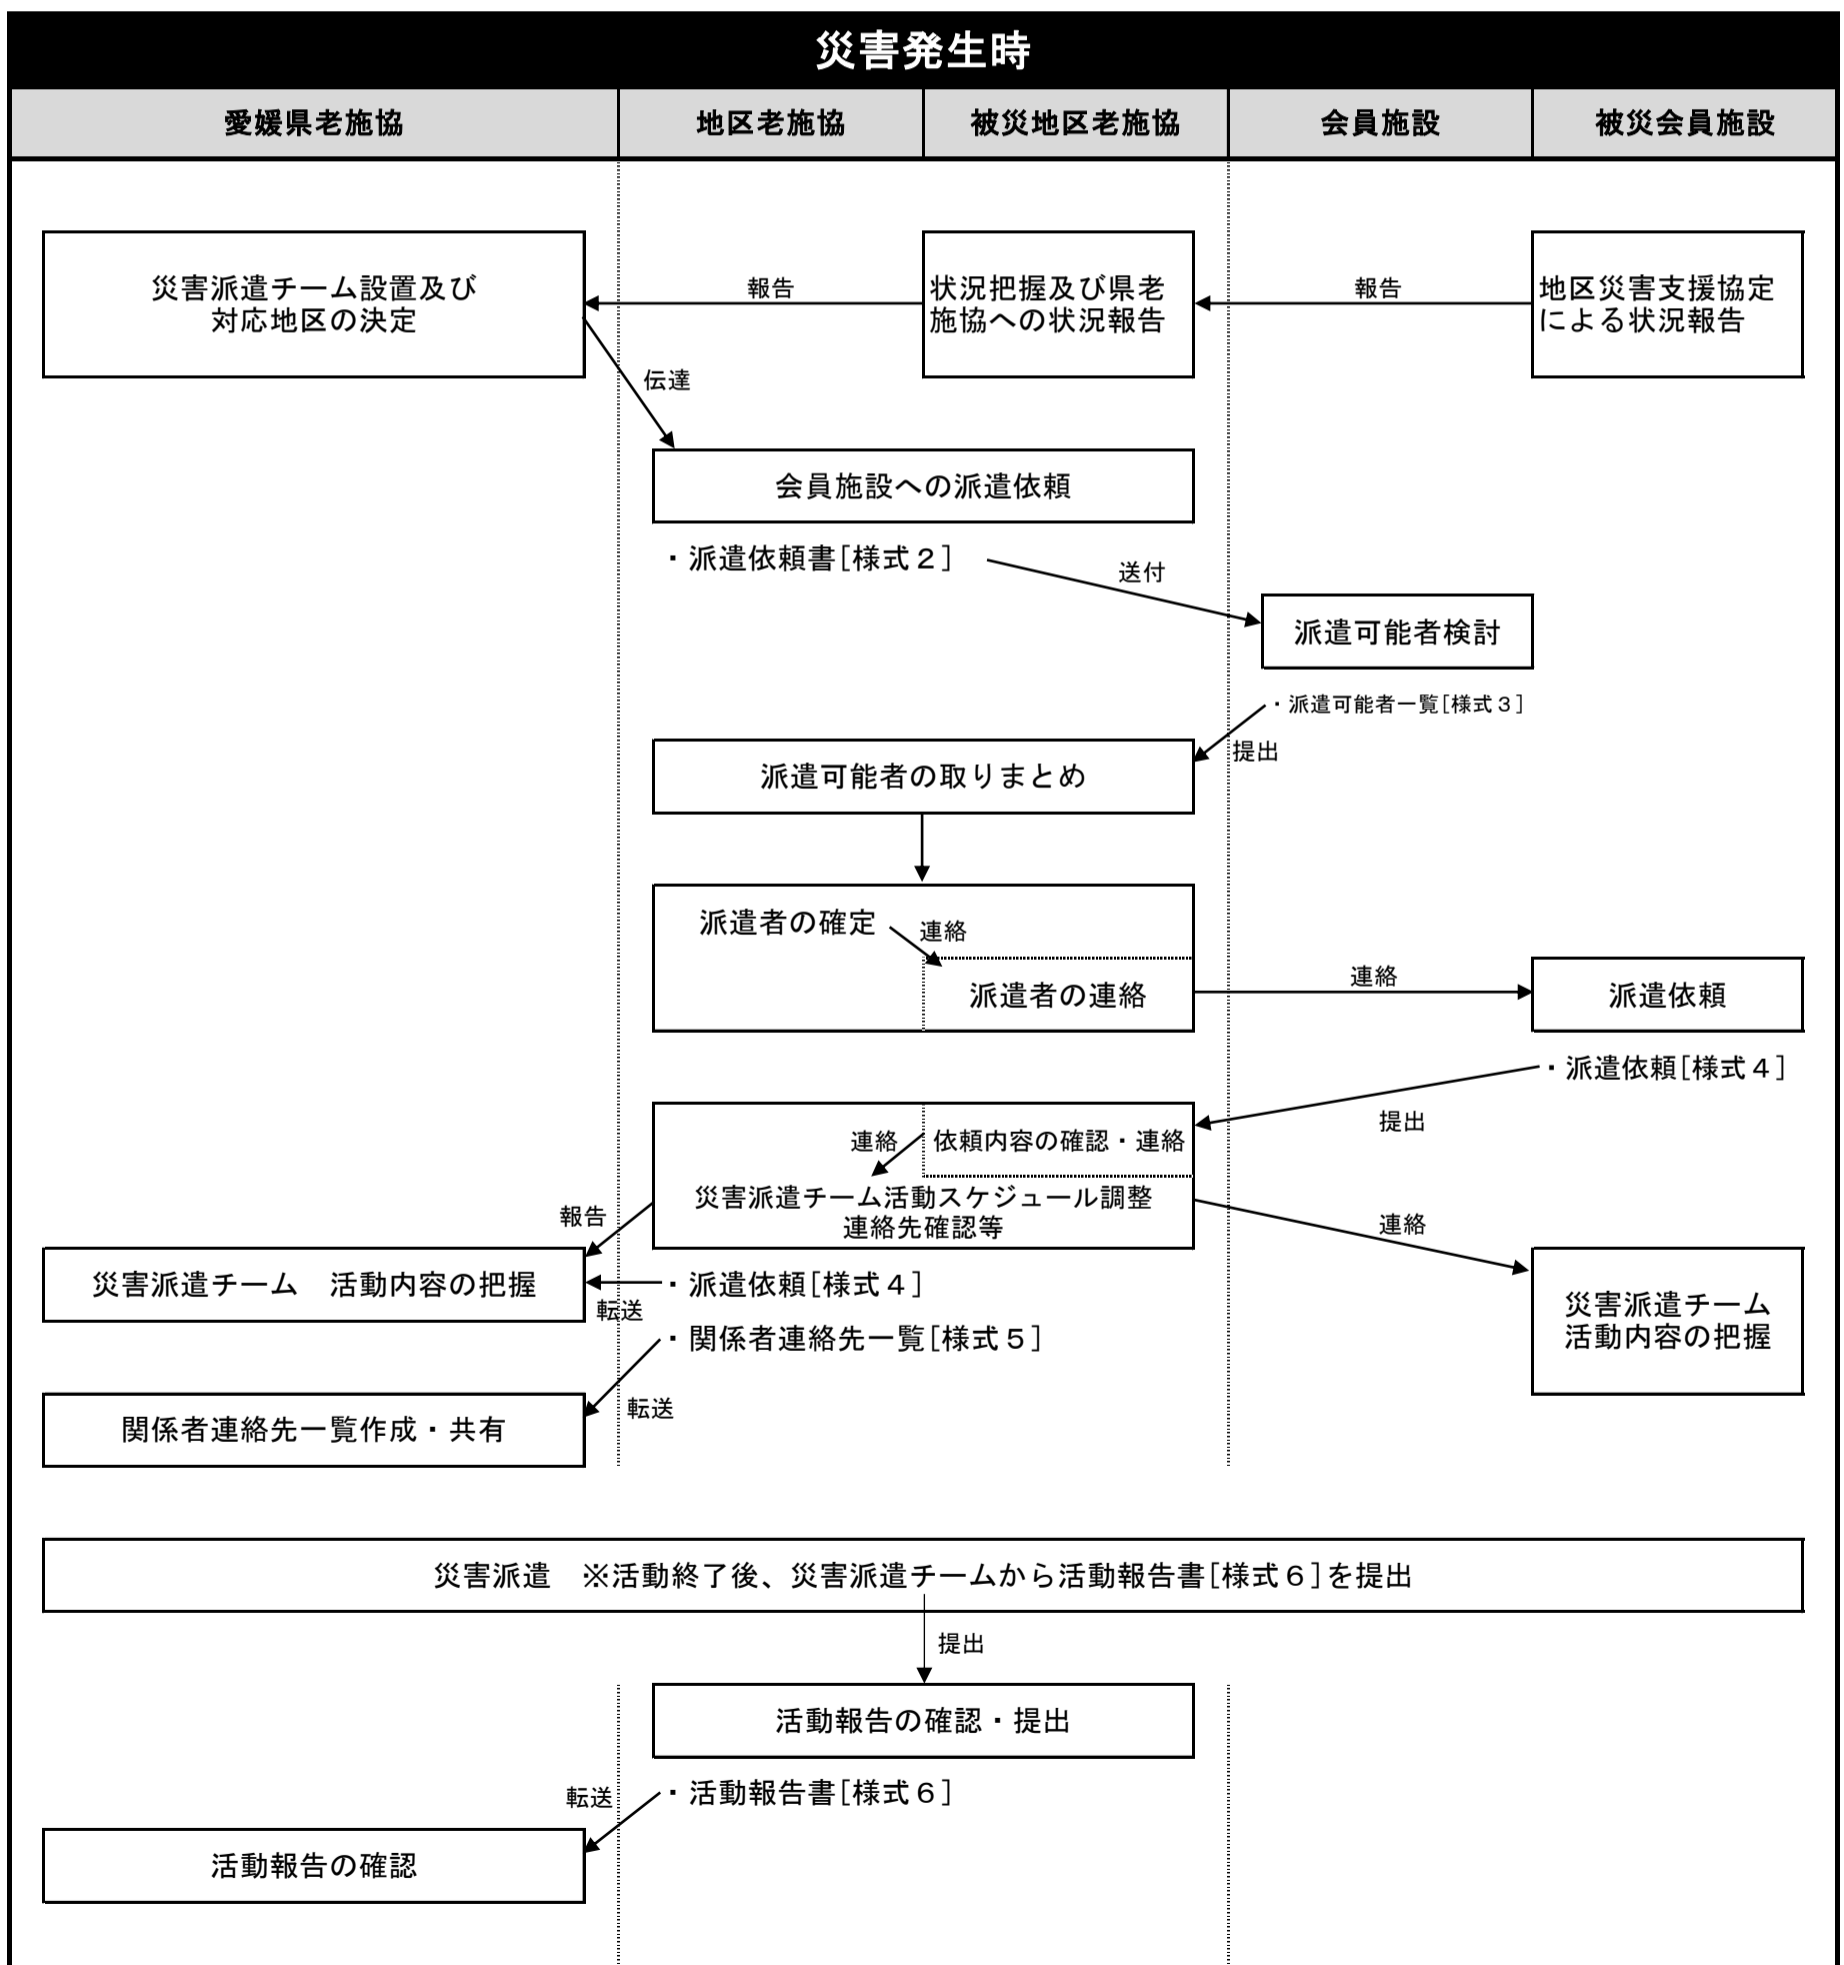 災害発生時
愛媛県老施協
地区老施協
被災地区老施協
会員施設
被災会員施設
災害派遣チーム設置及び
対応地区の決定
報告
状況把握及び県老
施協への状況報告
報告
地区災害支援協定
による状況報告
伝達
会員施設への派遣依頼
・派遣依頼書[様式２]
送付
派遣可能者検討
・派遣可能者一覧[様式３]
提出
派遣可能者の取りまとめ
派遣者の確定
連絡
派遣者の連絡
連絡
派遣依頼
・派遣依頼[様式４]
提出
連絡
依頼内容の確認・連絡
災害派遣チーム活動スケジュール調整
連絡先確認等
報告
連絡
災害派遣チーム　活動内容の把握
・派遣依頼[様式４]
転送
災害派遣チーム
活動内容の把握
・関係者連絡先一覧[様式５]
転送
関係者連絡先一覧作成・共有
災害派遣　※活動終了後、災害派遣チームから活動報告書[様式６]を提出
提出
活動報告の確認・提出
転送
・活動報告書[様式６]
活動報告の確認